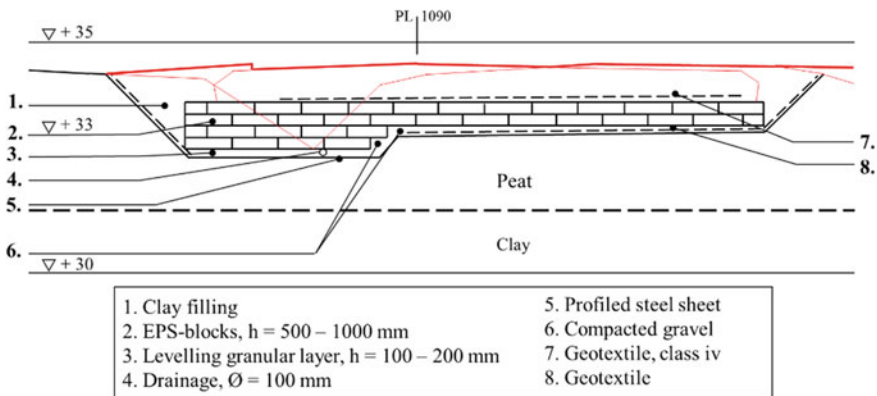 PL 1090
▽ + 35
1.
2. ▽ + 33
3.
4.
5.
6.
7.
8.
Peat
Clay
▽ + 30
1. Clay filling
2. EPS-blocks, h = 500 – 1000 mm
3. Levelling granular layer, h = 100 – 200 mm
4. Drainage, Ø = 100 mm
5. Profiled steel sheet
6. Compacted gravel
7. Geotextile, class iv
8. Geotextile